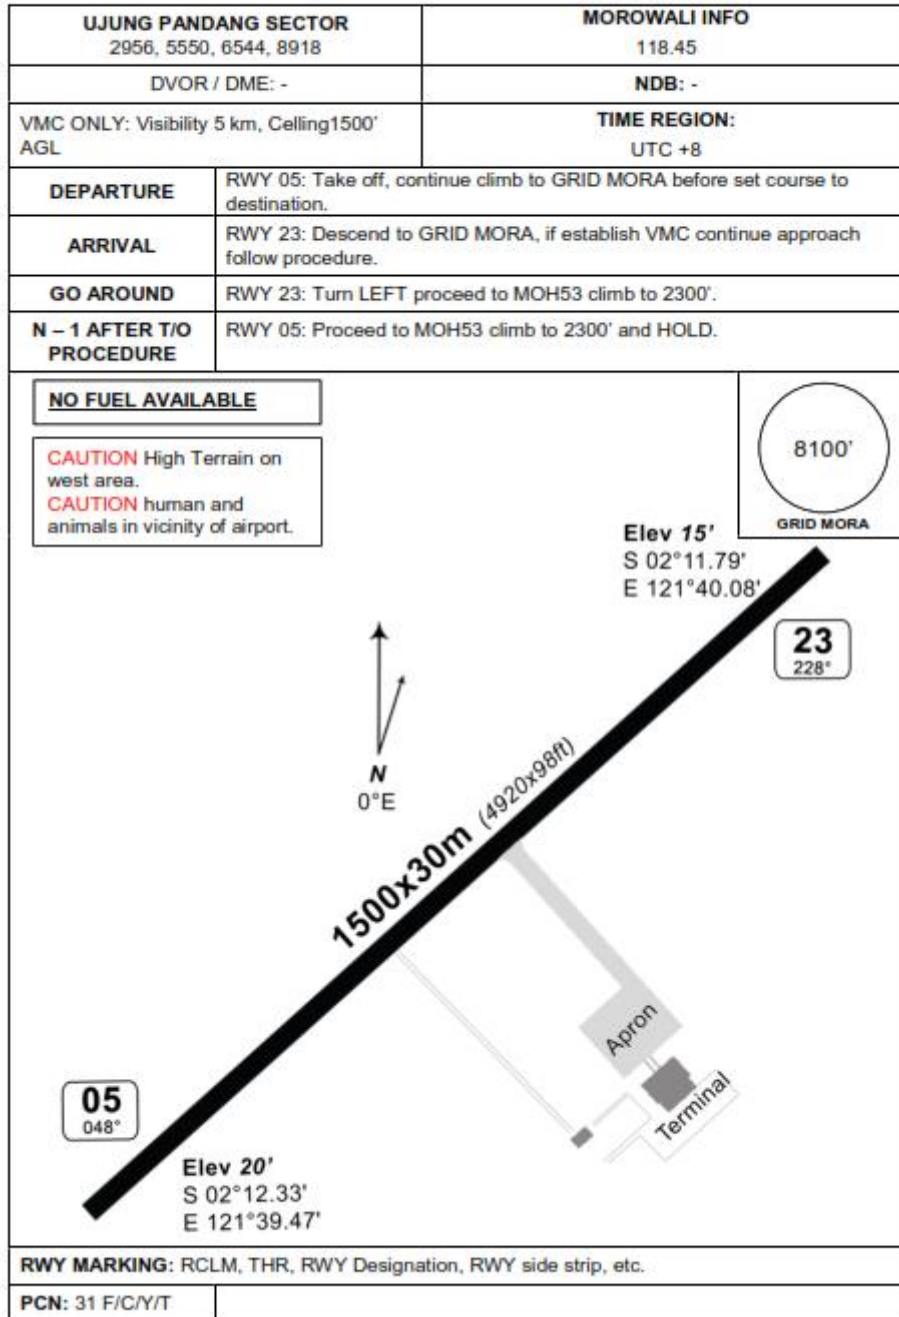 UJUNG PANDANG SECTOR
2956, 5550, 6544, 8918
MOROWALI INFO
118.45
DVOR / DME: -
NDB: -
VMC ONLY: Visibility 5 km, Celling1500'
AGL
TIME REGION:
UTC +8
DEPARTURE
RWY 05: Take off, continue climb to GRID MORA before set course to
destination.
ARRIVAL
RWY 23: Descend to GRID MORA, if establish VMC continue approach
follow procedure.
GO AROUND
RWY 23: Turn LEFT proceed to MOH53 climb to 2300'.
N – 1 AFTER T/O
PROCEDURE
RWY 05: Proceed to MOH53 climb to 2300' and HOLD.
NO FUEL AVAILABLE
CAUTION High Terrain on
west area.
CAUTION human and
animals in vicinity of airport.
8100'
GRID MORA
Elev 15'
S 02°11.79'
E 121°40.08'
23
228°
N
0°E
1500x30m (4920x98ft)
Apron
Terminal
05
048°
Elev 20'
S 02°12.33'
E 121°39.47'
RWY MARKING: RCLM, THR, RWY Designation, RWY side strip, etc.
PCN: 31 F/C/Y/T